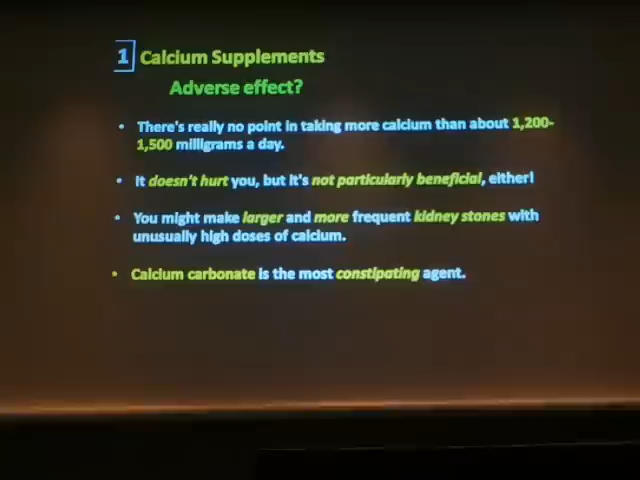 1 Calcium Supplements
Adverse effect?
• There's really no point in taking more calcium than about 1,200-
1,500 milligrams a day.
• It doesn't hurt you, but it's not particularly beneficial, either!
• You might make larger and more frequent kidney stones with
unusually high doses of calcium.
• Calcium carbonate is the most constipating agent.